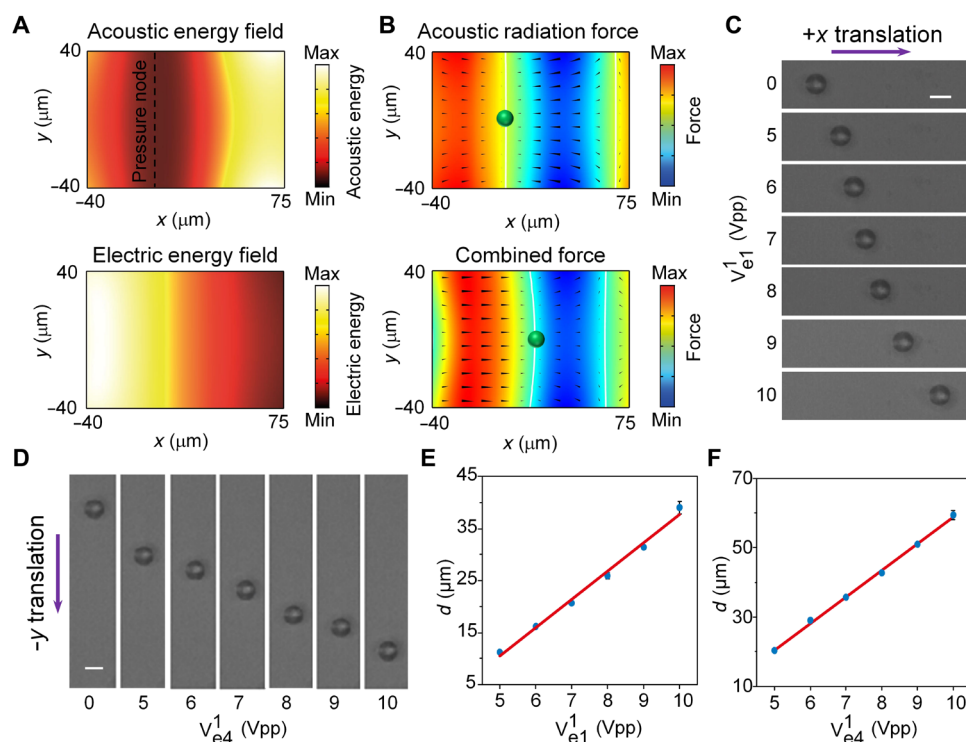 A
Acoustic energy field
40
y (μm)
Pressure node
–40
–40
75
x (μm)
Max
Acoustic energy
Min
Electric energy field
40
y (μm)
-40
–40
75
x (μm)
Max
Electric energy
Min
B
Acoustic radiation force
40
y (μm)
-40
–40
75
x (μm)
Max
Force
Min
Combined force
40
y (μm)
-40
–40
75
x (μm)
Max
Force
Min
C
+x translation
V¹e1 (Vpp)
0
5
6
7
8
9
10
D
-y translation
0 5 6 7 8 9 10
V¹e4 (Vpp)
E
45
35
25
15
5
d (μm)
5 6 7 8 9 10
V¹e1 (Vpp)
F
70
50
30
10
d (μm)
5 6 7 8 9 10
V¹e4 (Vpp)